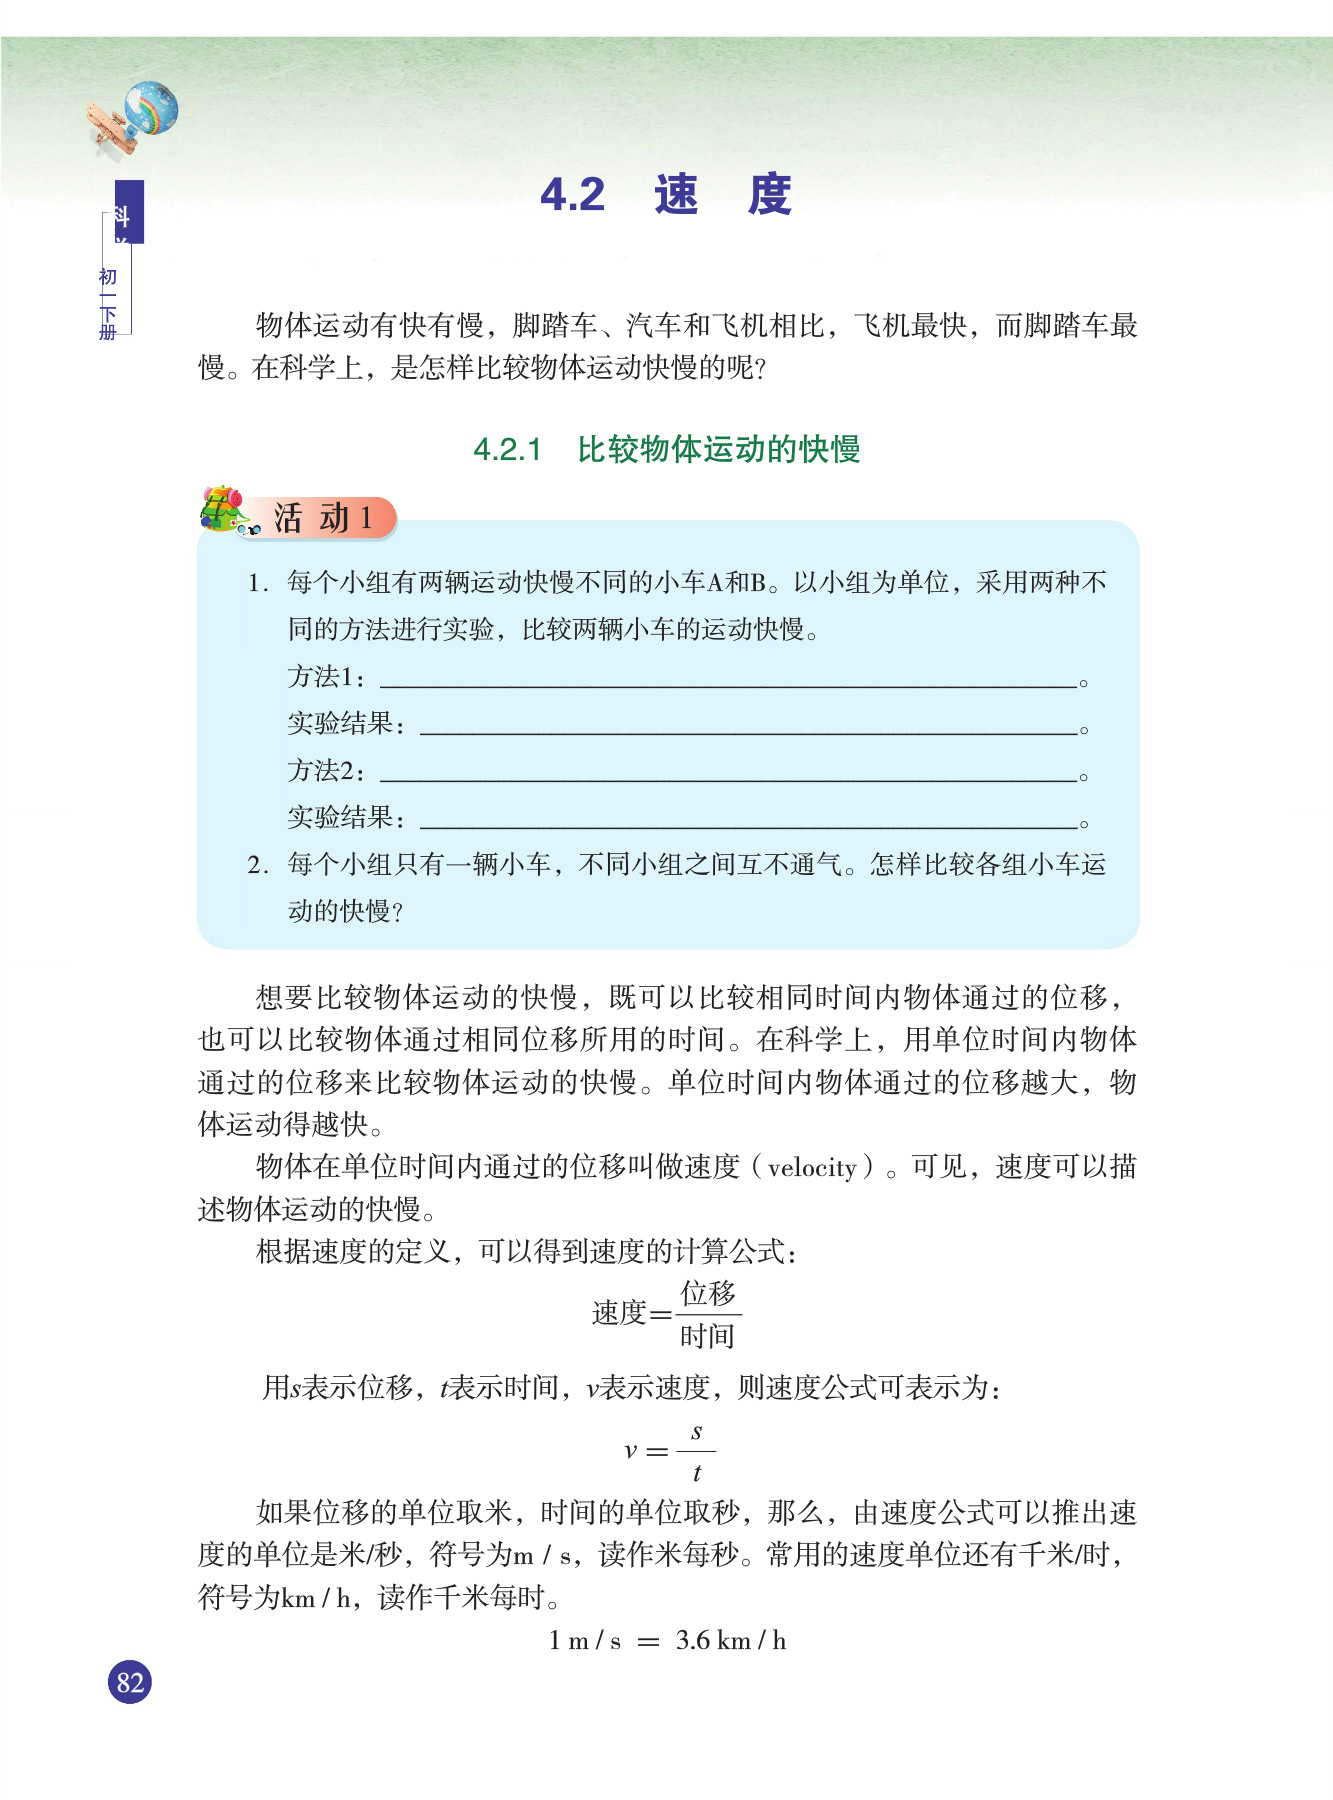 科
初一下册
4.2 速 度
物体运动有快有慢，脚踏车、汽车和飞机相比，飞机最快，而脚踏车最
慢。在科学上，是怎样比较物体运动快慢的呢？
4.2.1 比较物体运动的快慢
活 动 1
1. 每个小组有两辆运动快慢不同的小车A和B。以小组为单位，采用两种不
同的方法进行实验，比较两辆小车的运动快慢。
方法1：。
实验结果：。
方法2：。
实验结果：。
2. 每个小组只有一辆小车，不同小组之间互不通气。怎样比较各组小车运
动的快慢？
想要比较物体运动的快慢，既可以比较相同时间内物体通过的位移，
也可以比较物体通过相同位移所用的时间。在科学上，用单位时间内物体
通过的位移来比较物体运动的快慢。单位时间内物体通过的位移越大，物
体运动得越快。
物体在单位时间内通过的位移叫做速度（velocity）。可见，速度可以描
述物体运动的快慢。
根据速度的定义，可以得到速度的计算公式：
速度=位移/时间
用s表示位移，t表示时间，v表示速度，则速度公式可表示为：
v = s/t
如果位移的单位取米，时间的单位取秒，那么，由速度公式可以推出速
度的单位是米/秒，符号为m / s，读作米每秒。常用的速度单位还有千米/时，
符号为km / h，读作千米每时。
1 m / s = 3.6 km / h
82